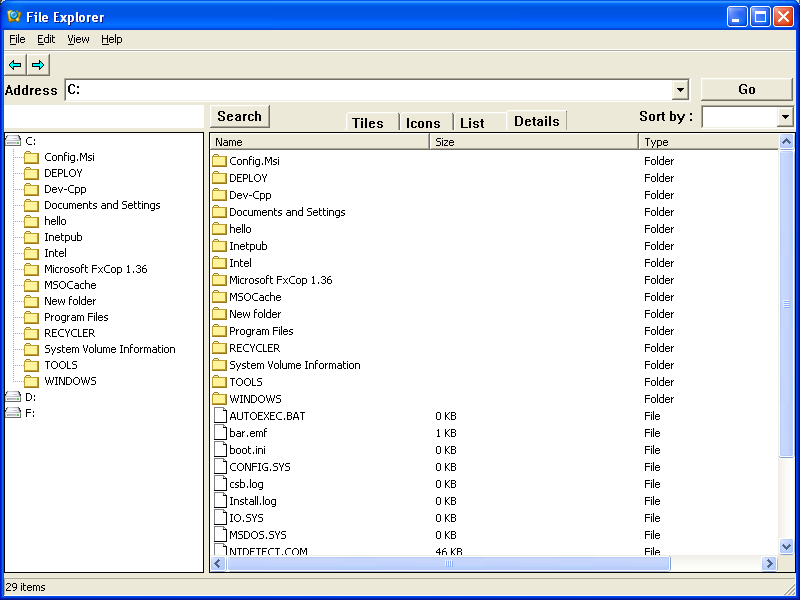 File Explorer
File Edit View Help
Address C: Go
Search Tiles Icons List Details Sort by :
C:
Config.Msi
DEPLOY
Dev-Cpp
Documents and Settings
hello
Inetpub
Intel
Microsoft FxCop 1.36
MSOCache
New folder
Program Files
RECYCLER
System Volume Information
TOOLS
WINDOWS
D:
F:
Name Size Type
Config.Msi Folder
DEPLOY Folder
Dev-Cpp Folder
Documents and Settings Folder
hello Folder
Inetpub Folder
Intel Folder
Microsoft FxCop 1.36 Folder
MSOCache Folder
New folder Folder
Program Files Folder
RECYCLER Folder
System Volume Information Folder
TOOLS Folder
WINDOWS Folder
AUTOEXEC.BAT 0 KB File
bar.emf 1 KB File
boot.ini 0 KB File
CONFIG.SYS 0 KB File
csb.log 0 KB File
Install.log 0 KB File
IO.SYS 0 KB File
MSDOS.SYS 0 KB File
NTDETECT.COM 46 KB File
29 items